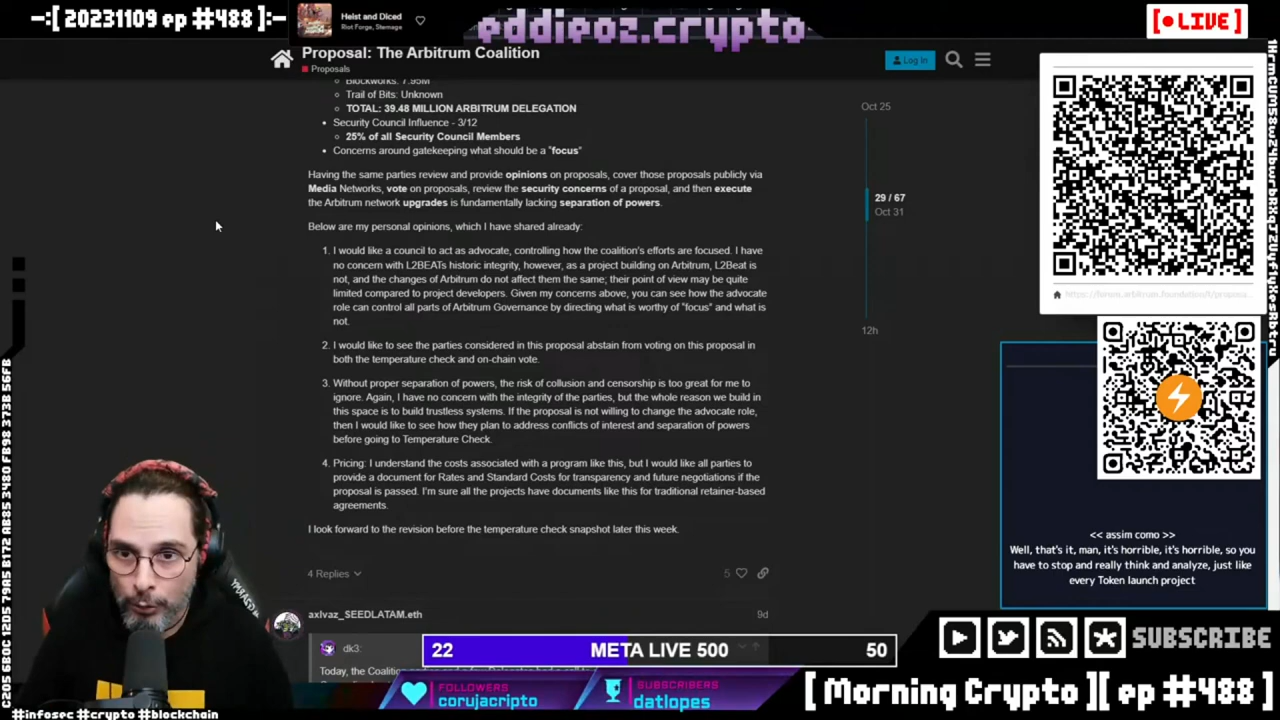 -:[ 20231109 ep #488]:-
Heist and Diced
Riot Forge, Stemage
eddieoz.crypto
[●LIVE]
Proposal: The Arbitrum Coalition
Proposals
Log In
Blockworks: 7.95M
Trail of Bits: Unknown
TOTAL: 39.48 MILLION ARBITRUM DELEGATION
Security Council Influence - 3/12
25% of all Security Council Members
Concerns around gatekeeping what should be a "focus"
Having the same parties review and provide opinions on proposals, cover those proposals publicly via
Media Networks, vote on proposals, review the security concerns of a proposal, and then execute
the Arbitrum network upgrades is fundamentally lacking separation of powers.
Below are my personal opinions, which I have shared already:
1. I would like a council to act as advocate, controlling how the coalition's efforts are focused. I have
no concern with L2BEATs historic integrity, however, as a project building on Arbitrum, L2Beat is
not, and the changes of Arbitrum do not affect them the same; their point of view may be quite
limited compared to project developers. Given my concerns above, you can see how the advocate
role can control all parts of Arbitrum Governance by directing what is worthy of "focus" and what is
not.
2. I would like to see the parties considered in this proposal abstain from voting on this proposal in
both the temperature check and on-chain vote.
3. Without proper separation of powers, the risk of collusion and censorship is too great for me to
ignore. Again, I have no concern with the integrity of the parties, but the whole reason we build in
this space is to build trustless systems. If the proposal is not willing to change the advocate role,
then I would like to see how they plan to address conflicts of interest and separation of powers
before going to Temperature Check.
4. Pricing: I understand the costs associated with a program like this, but I would like all parties to
provide a document for Rates and Standard Costs for transparency and future negotiations if the
proposal is passed. I'm sure all the projects have documents like this for traditional retainer-based
agreements.
I look forward to the revision before the temperature check snapshot later this week.
4 Replies
5
axlvaz_SEEDLATAM.eth
9d
dk3:
Oct 25
29 / 67
Oct 31
12h
https://forum.arbitrum.foundation/t/proposa...
<< assim como >>
Well, that's it, man, it's horrible, it's horrible, so you
have to stop and really think and analyze, just like
every Token launch project
22
META LIVE 500
50
FOLLOWERS
corujacripto
SUBSCRIBERS
datlopes
SUBSCRIBE
[ Morning Crypto ][ ep #488 ]
#infosec #crypto #blockchain
C2D5 6B0C 12D5 79A5 B172 AB85 3480 FB98 373B 56FB